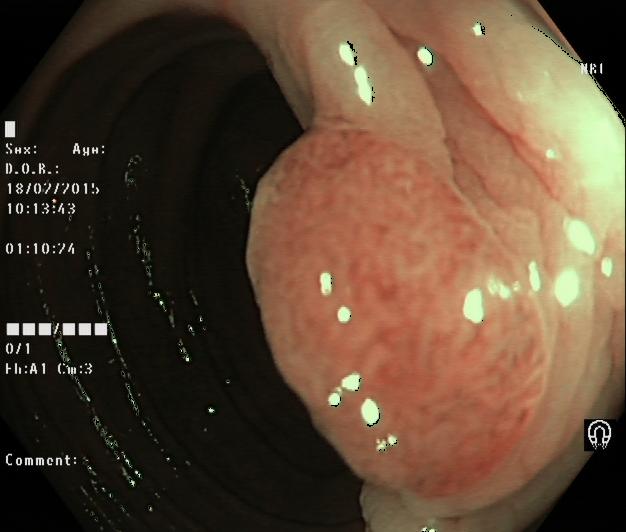 NR1
Sex: Age:
D.O.B.:
18/02/2015
10:13:43
01:10:24
0/1
Eh:A1 Cm:3
Comment: